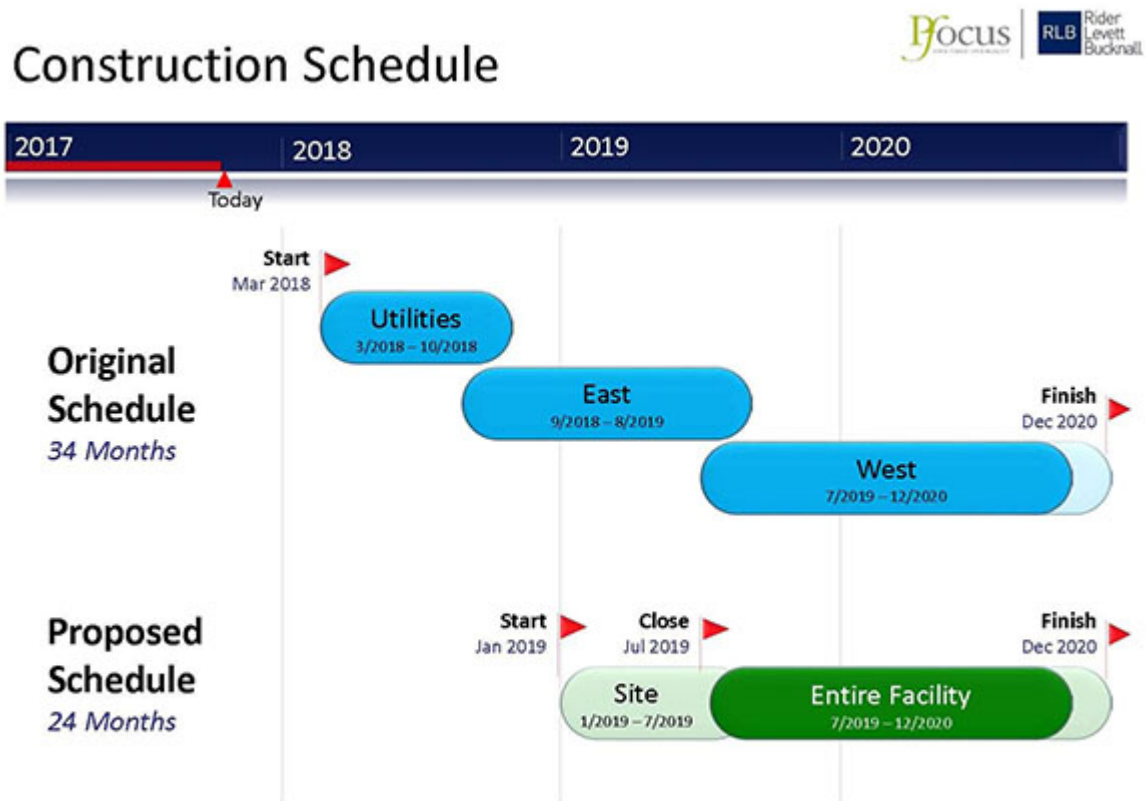 Construction Schedule
Pfocus
RLB Rider
Levett
Bucknall
2017 2018 2019 2020
Today
Start
Mar 2018
Utilities
3/2018 – 10/2018
Original
Schedule
34 Months
East
9/2018 – 8/2019
Finish
Dec 2020
West
7/2019 – 12/2020
Proposed
Schedule
24 Months
Start
Jan 2019
Close
Jul 2019
Finish
Dec 2020
Site
1/2019 – 7/2019
Entire Facility
7/2019 – 12/2020